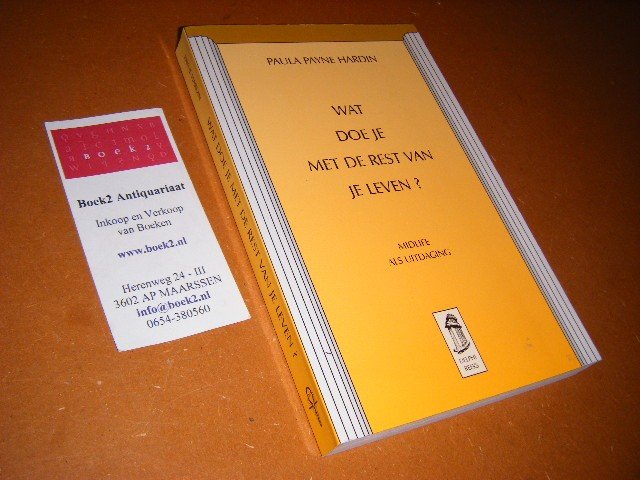 BOEK2
Boek2 Antiquariaat
Inkoop en Verkoop
van Boeken
www.boek2.nl
Herenweg 24 - III
3602 AP MAARSSEN
info@boek2.nl
0654-380560
WAT DOE JE MET DE REST VAN JE LEVEN ?
PAULA PAYNE HARDIN
WAT
DOE JE
MET DE REST VAN
JE LEVEN ?
MIDLIFE
ALS UITDAGING
DELPHI
REEKS